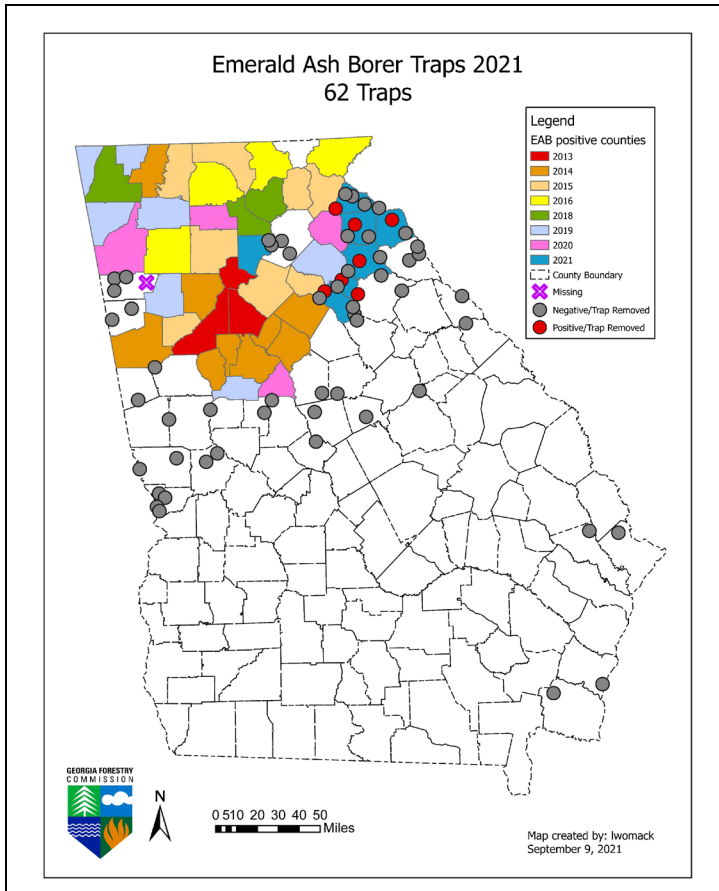 Emerald Ash Borer Traps 2021
62 Traps
Legend
EAB positive counties
2013
2014
2015
2016
2018
2019
2020
2021
County Boundary
Missing
Negative/Trap Removed
Positive/Trap Removed
GEORGIA FORESTRY
COMMISSION
N
0 510 20 30 40 50
Miles
Map created by: lwomack
September 9, 2021